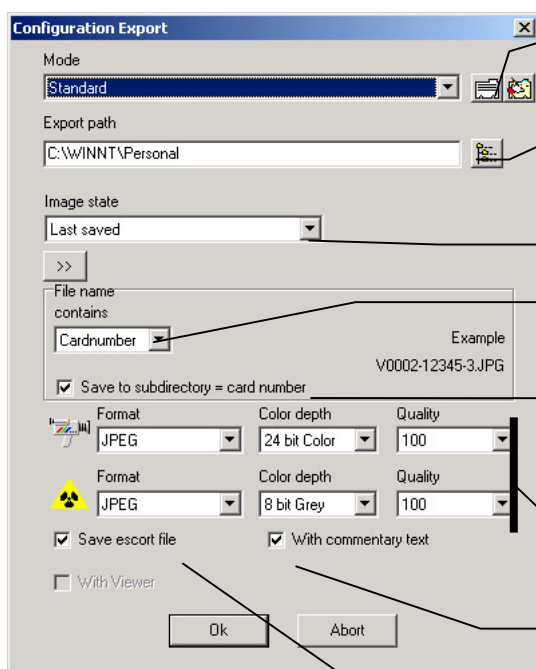 Configuration Export
Mode
Standard
Export path
C:\WINNT\Personal
Image state
Last saved
>>
File name
contains
Cardnumber
Example
V0002-12345-3.JPG
Save to subdirectory = card number
Format Color depth Quality
JPEG 24 bit Color 100
Format Color depth Quality
JPEG 8 bit Grey 100
Save escort file With commentary text
With Viewer
Ok Abort